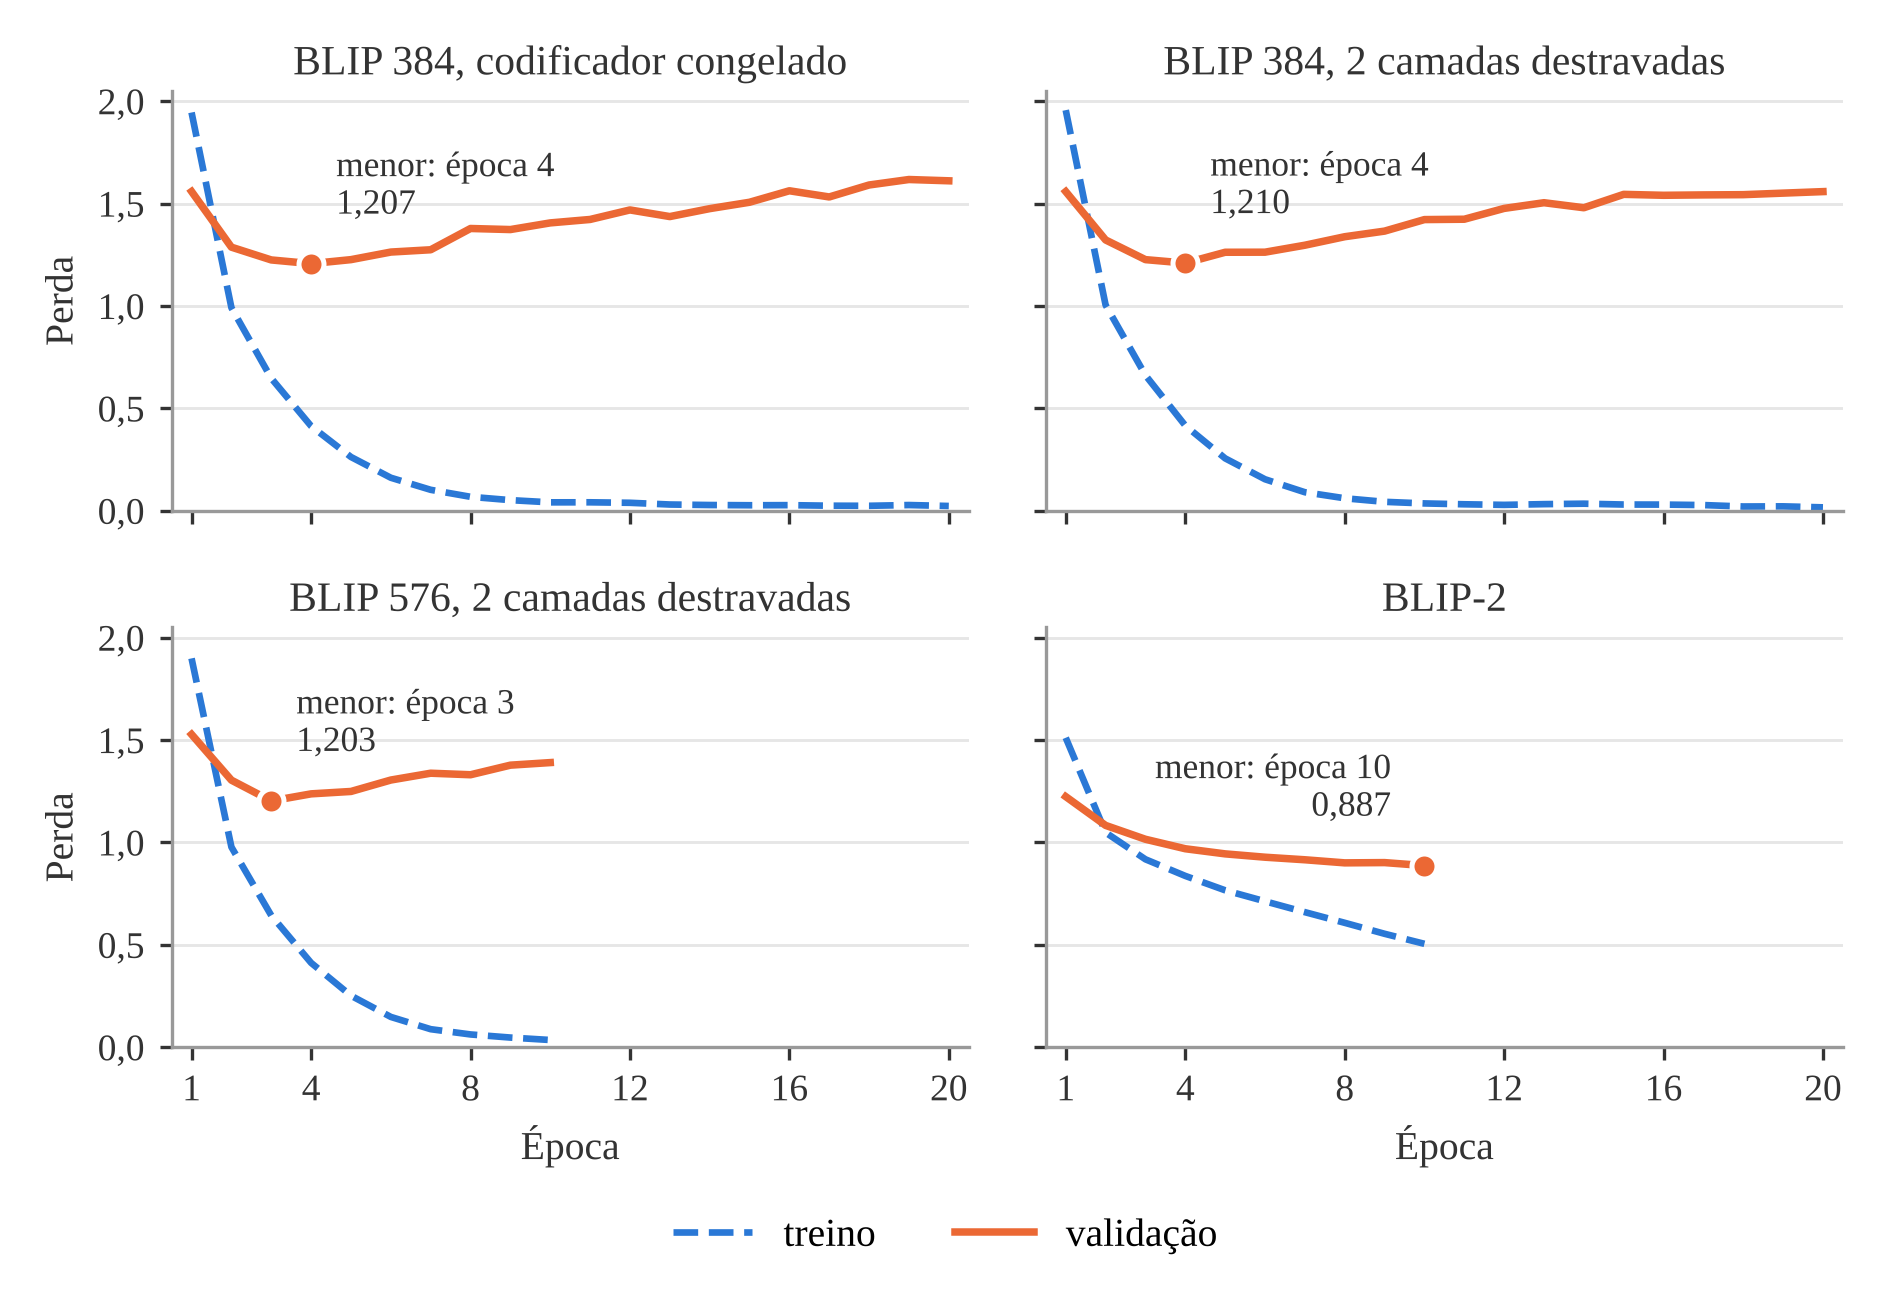 BLIP 384, codificador congelado
2,0
1,5
1,0
0,5
0,0
Perda
menor: época 4
1,207
BLIP 384, 2 camadas destravadas
menor: época 4
1,210
BLIP 576, 2 camadas destravadas
2,0
1,5
1,0
0,5
0,0
Perda
menor: época 3
1,203
1 4 8 12 16 20
Época
BLIP-2
menor: época 10
0,887
1 4 8 12 16 20
Época
treino validação